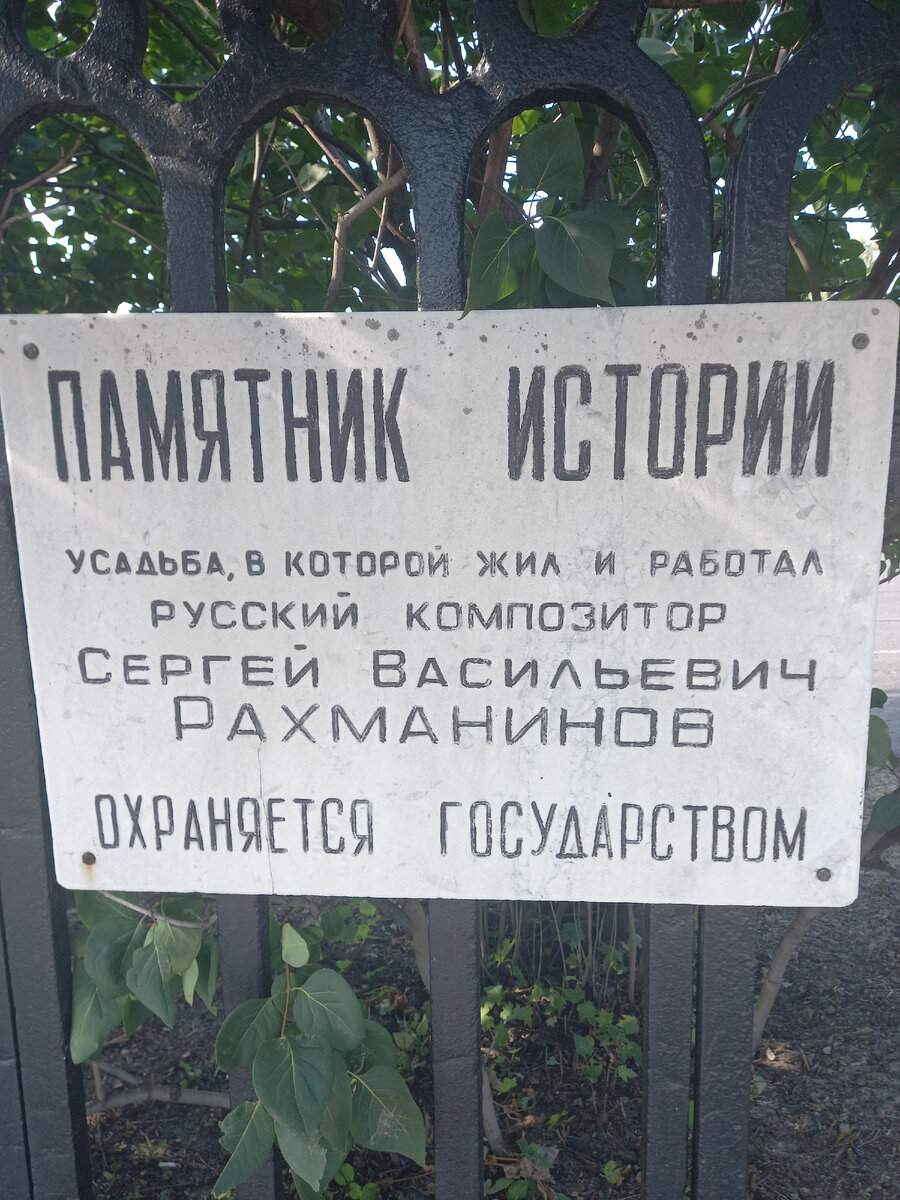 ПАМЯТНИК ИСТОРИИ
УСАДЬБА, В КОТОРОЙ ЖИЛ И РАБОТАЛ
РУССКИЙ КОМПОЗИТОР
СЕРГЕЙ ВАСИЛЬЕВИЧ
РАХМАНИНОВ
ОХРАНЯЕТСЯ ГОСУДАРСТВОМ